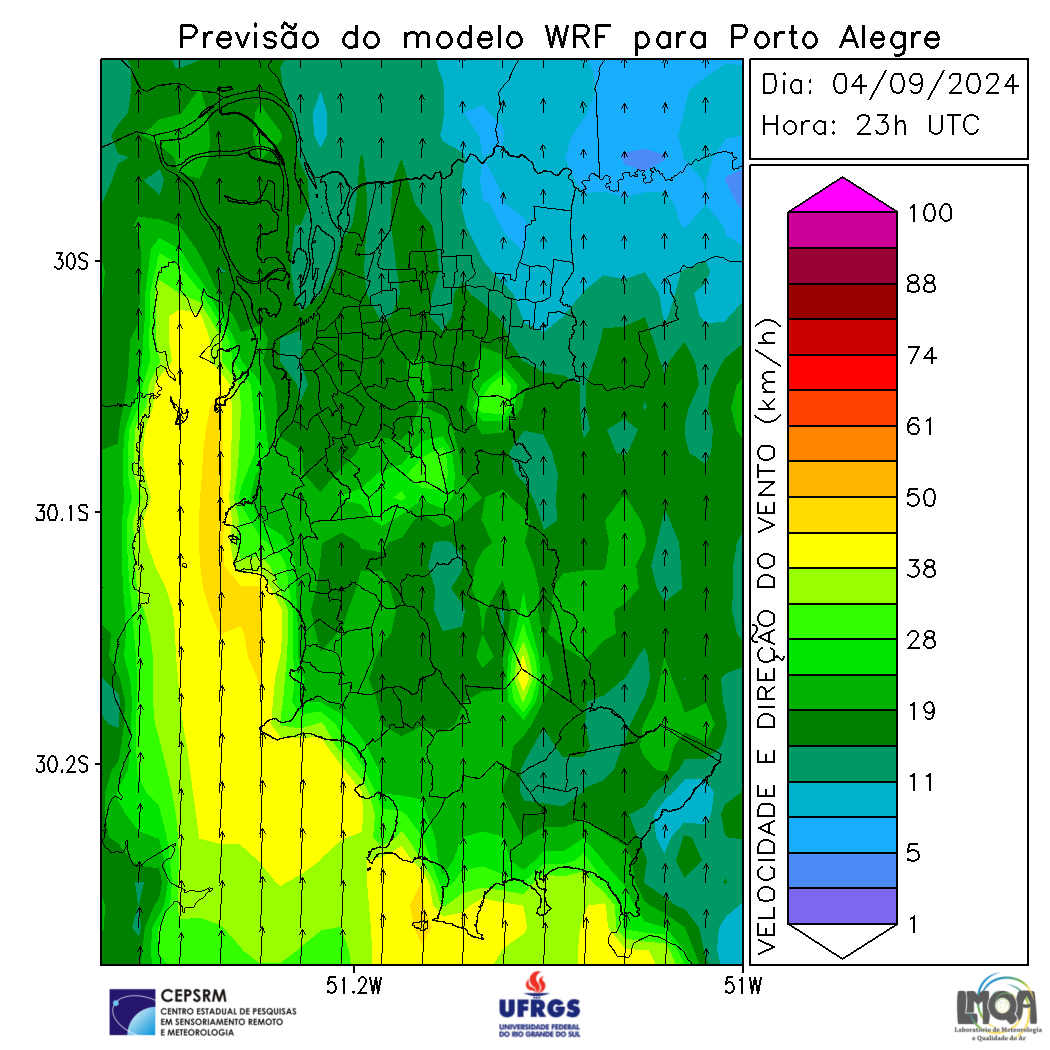 Previsão do modelo WRF para Porto Alegre
Dia: 04/09/2024
Hora: 23h UTC
VELOCIDADE E DIREÇÃO DO VENTO (km/h)
100
88
74
61
50
38
28
19
11
5
1
30S
30.1S
30.2S
51.2W
51W
CEPSRM
CENTRO ESTADUAL DE PESQUISAS
EM SENSORIAMENTO REMOTO
E METEOROLOGIA
UFRGS
UNIVERSIDADE FEDERAL
DO RIO GRANDE DO SUL
LMQA
Laboratório de Meteorologia
e Qualidade do Ar